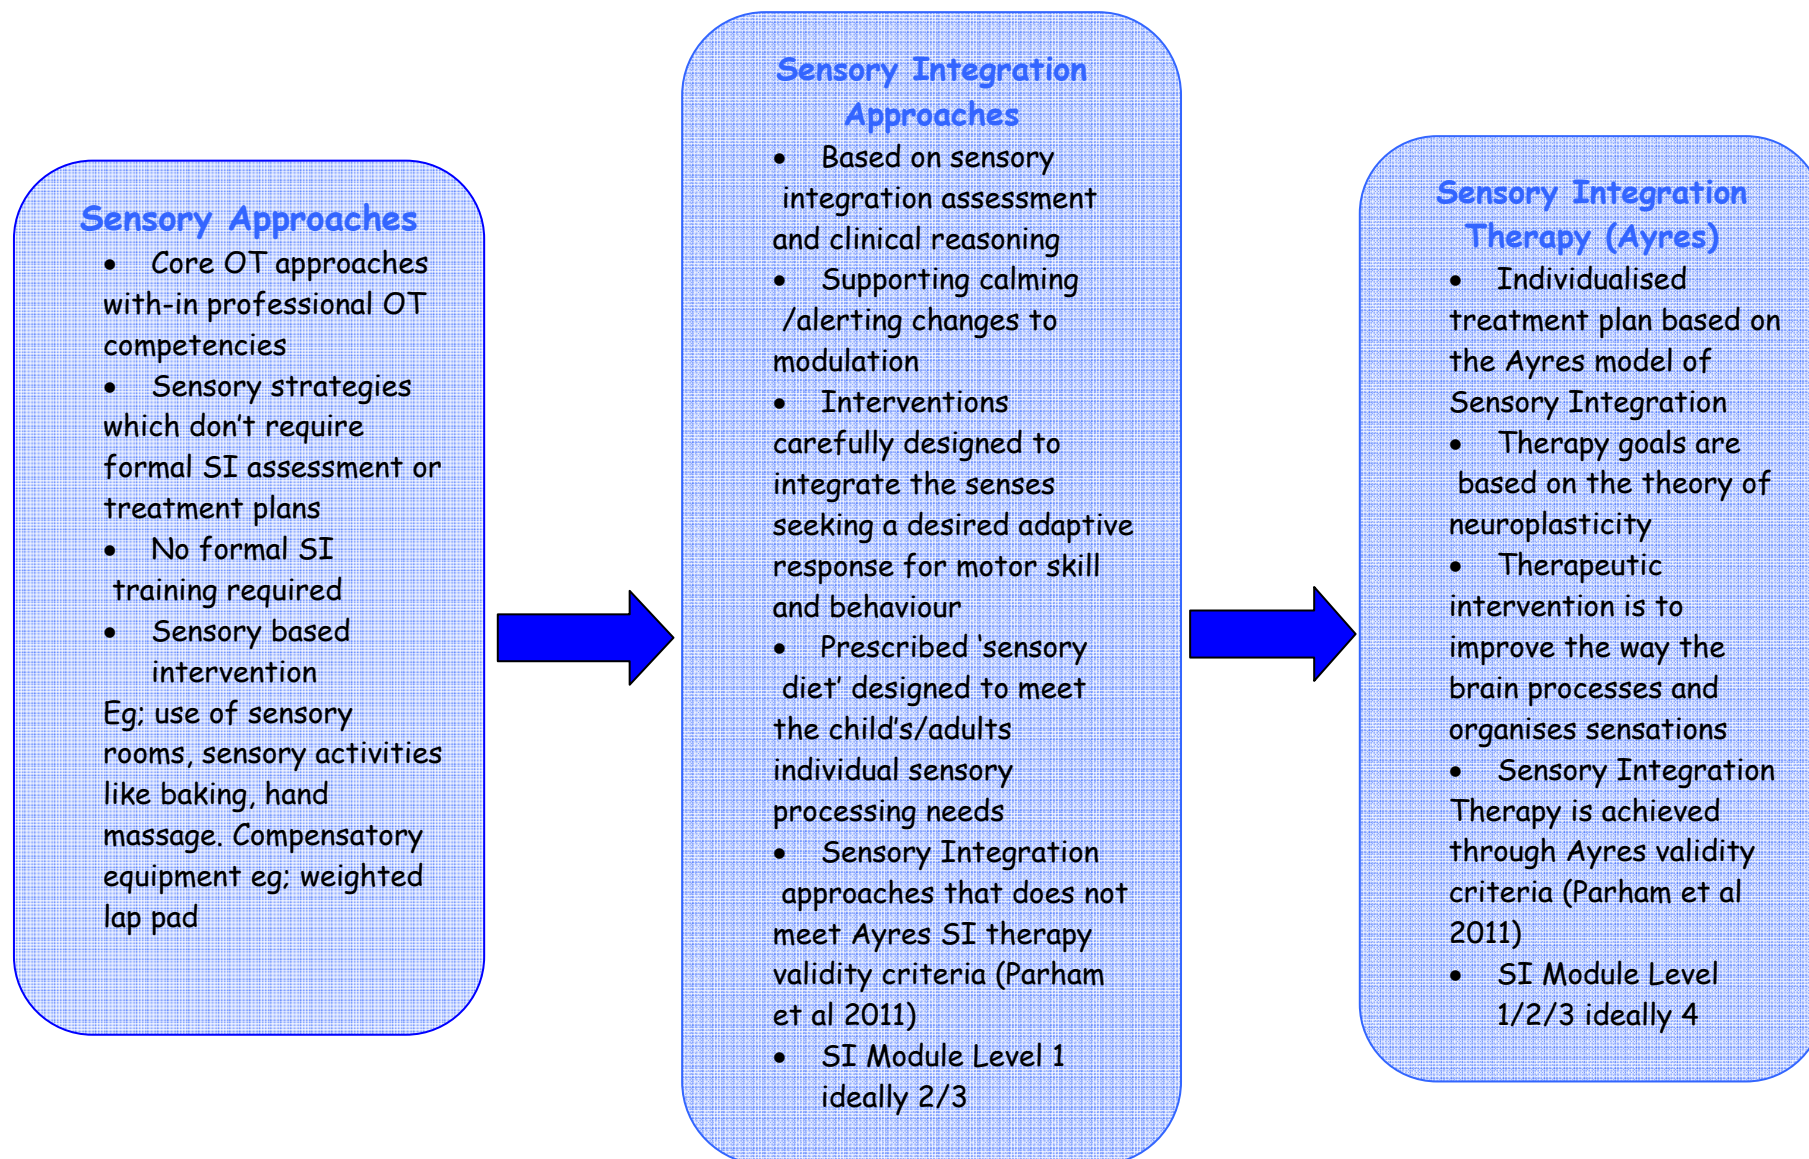 Sensory Approaches
• Core OT approaches
with-in professional OT
competencies
• Sensory strategies
which don't require
formal SI assessment or
treatment plans
• No formal SI
training required
• Sensory based
intervention
Eg; use of sensory
rooms, sensory activities
like baking, hand
massage. Compensatory
equipment eg; weighted
lap pad
Sensory Integration
Approaches
• Based on sensory
integration assessment
and clinical reasoning
• Supporting calming
/alerting changes to
modulation
• Interventions
carefully designed to
integrate the senses
seeking a desired adaptive
response for motor skill
and behaviour
• Prescribed 'sensory
diet' designed to meet
the child's/adults
individual sensory
processing needs
• Sensory Integration
approaches that does not
meet Ayres SI therapy
validity criteria (Parham
et al 2011)
• SI Module Level 1
ideally 2/3
Sensory Integration
Therapy (Ayres)
• Individualised
treatment plan based on
the Ayres model of
Sensory Integration
• Therapy goals are
based on the theory of
neuroplasticity
• Therapeutic
intervention is to
improve the way the
brain processes and
organises sensations
• Sensory Integration
Therapy is achieved
through Ayres validity
criteria (Parham et al
2011)
• SI Module Level
1/2/3 ideally 4